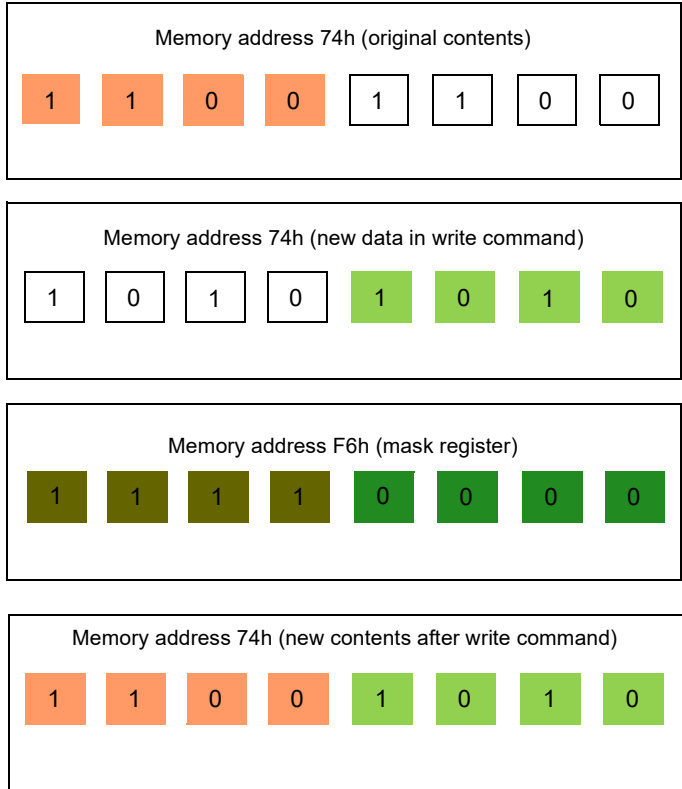 Memory address 74h (original contents)
1 1 0 0 1 1 0 0
Memory address 74h (new data in write command)
1 0 1 0 1 0 1 0
Memory address F6h (mask register)
1 1 1 1 0 0 0 0
Memory address 74h (new contents after write command)
1 1 0 0 1 0 1 0